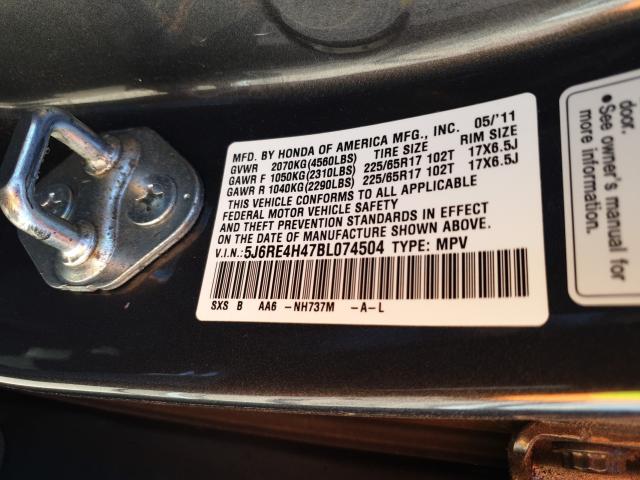 MFD. BY HONDA OF AMERICA MFG., INC. 05/'11
GVWR 2070KG(4560LBS) TIRE SIZE RIM SIZE
GAWR F 1050KG(2310LBS) 225/65R17 102T 17X6.5J
GAWR R 1040KG(2290LBS) 225/65R17 102T 17X6.5J
THIS VEHICLE CONFORMS TO ALL APPLICABLE
FEDERAL MOTOR VEHICLE SAFETY
AND THEFT PREVENTION STANDARDS IN EFFECT
ON THE DATE OF MANUFACTURE SHOWN ABOVE.
V.I.N.: 5J6RE4H47BL074504 TYPE: MPV
SXS B AA6 -NH737M -A-L
door.
• See owner's manual for
more information.